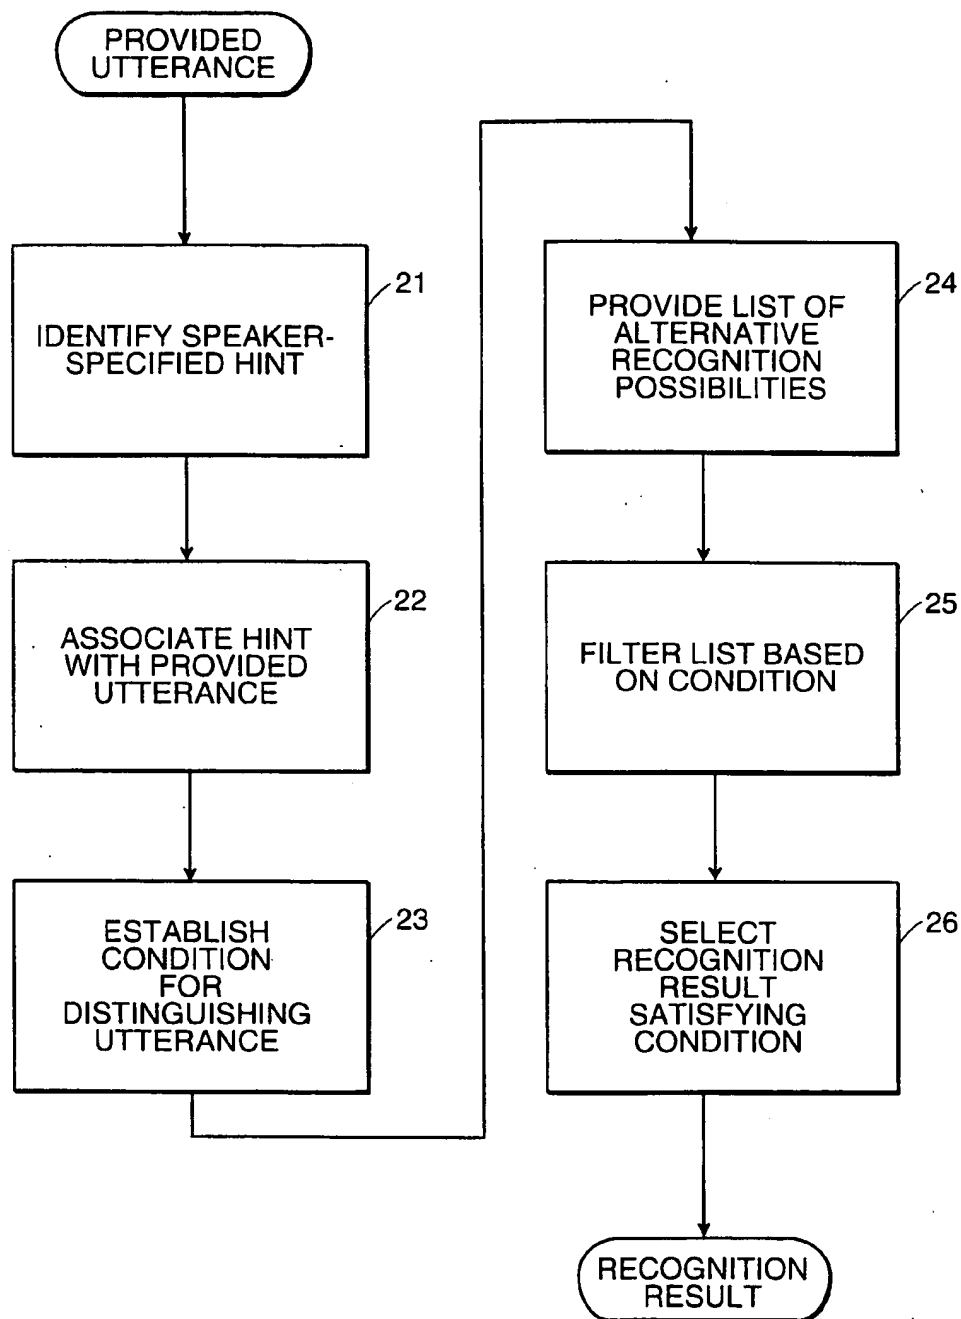 PROVIDED
UTTERANCE
21
IDENTIFY SPEAKER-
SPECIFIED HINT
22
ASSOCIATE HINT
WITH PROVIDED
UTTERANCE
23
ESTABLISH
CONDITION
FOR
DISTINGUISHING
UTTERANCE
24
PROVIDE LIST OF
ALTERNATIVE
RECOGNITION
POSSIBILITIES
25
FILTER LIST BASED
ON CONDITION
26
SELECT
RECOGNITION
RESULT
SATISFYING
CONDITION
RECOGNITION
RESULT